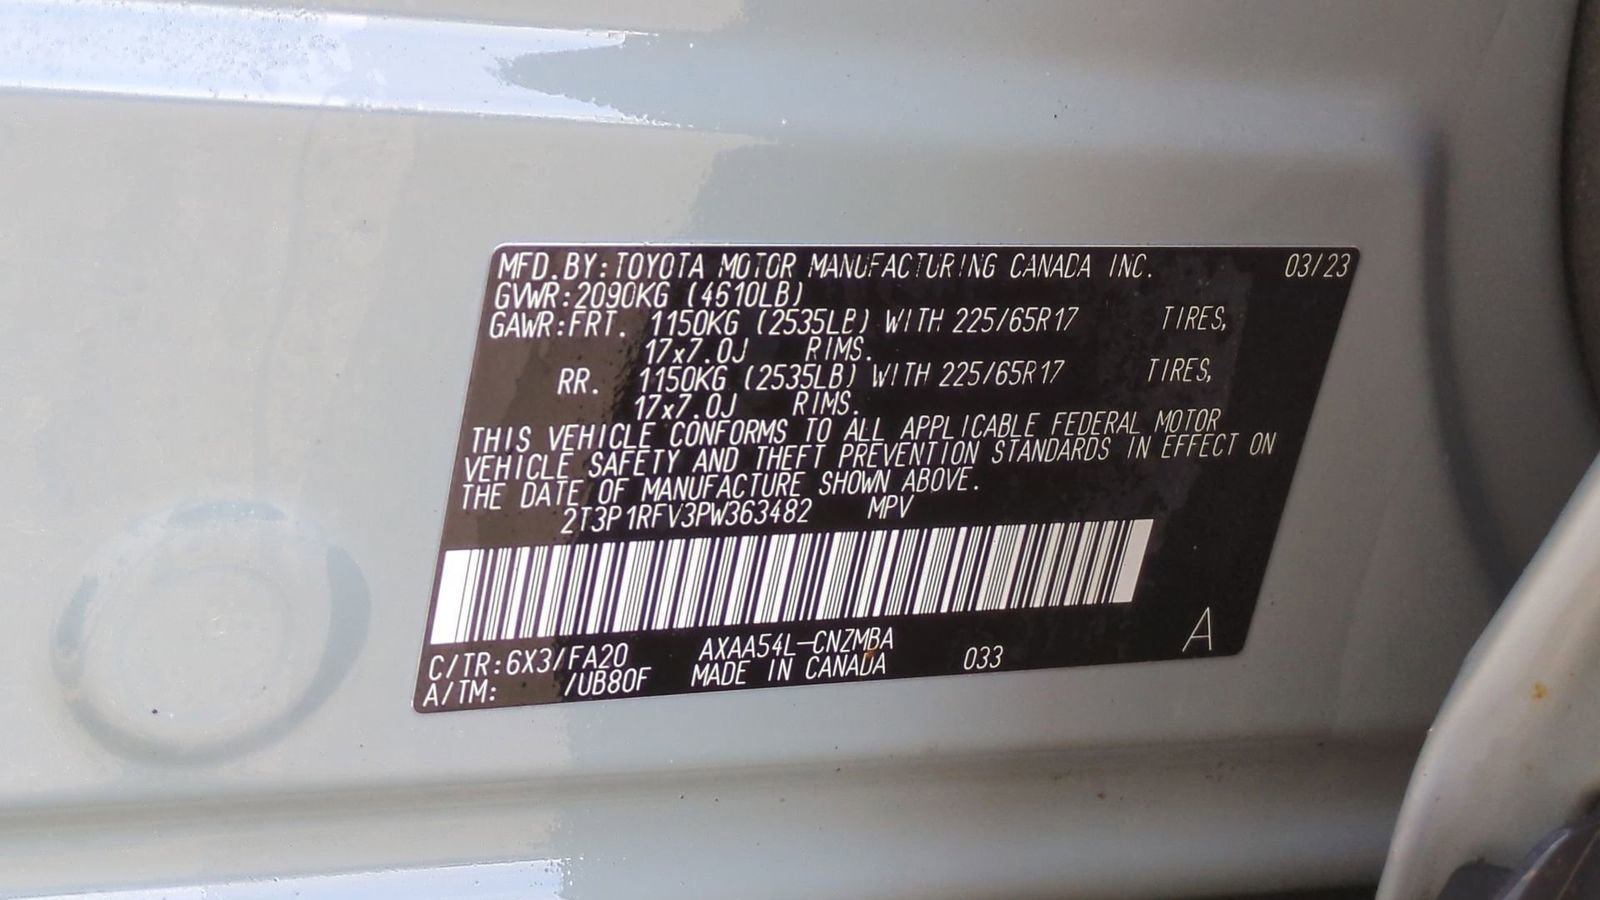 MFD.BY:TOYOTA MOTOR MANUFACTURING CANADA INC. 03/23
GVWR:2090KG (4610LB)
GAWR:FRT. 1150KG (2535LB) WITH 225/65R17 TIRES,
17x7.0J RIMS.
RR. 1150KG (2535LB) WITH 225/65R17 TIRES,
17x7.0J RIMS.
THIS VEHICLE CONFORMS TO ALL APPLICABLE FEDERAL MOTOR
VEHICLE SAFETY AND THEFT PREVENTION STANDARDS IN EFFECT ON
THE DATE OF MANUFACTURE SHOWN ABOVE.
2T3P1RFV3PW363482 MPV
C/TR:6X3/FA20 AXAA54L-CNZMBA 033 A
A/TM: /UB80F MADE IN CANADA